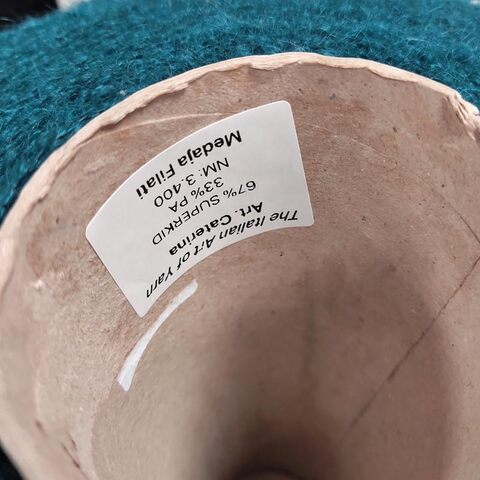 The Italian Art of Yarn
Art. Caterina
67% SUPERKID
33% PA
NM: 3.400
Medaja Filati